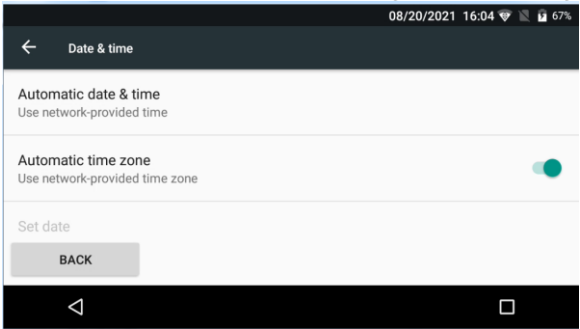 08/20/2021 16:04 67%
Date & time
Automatic date & time
Use network-provided time
Automatic time zone
Use network-provided time zone
Set date
BACK